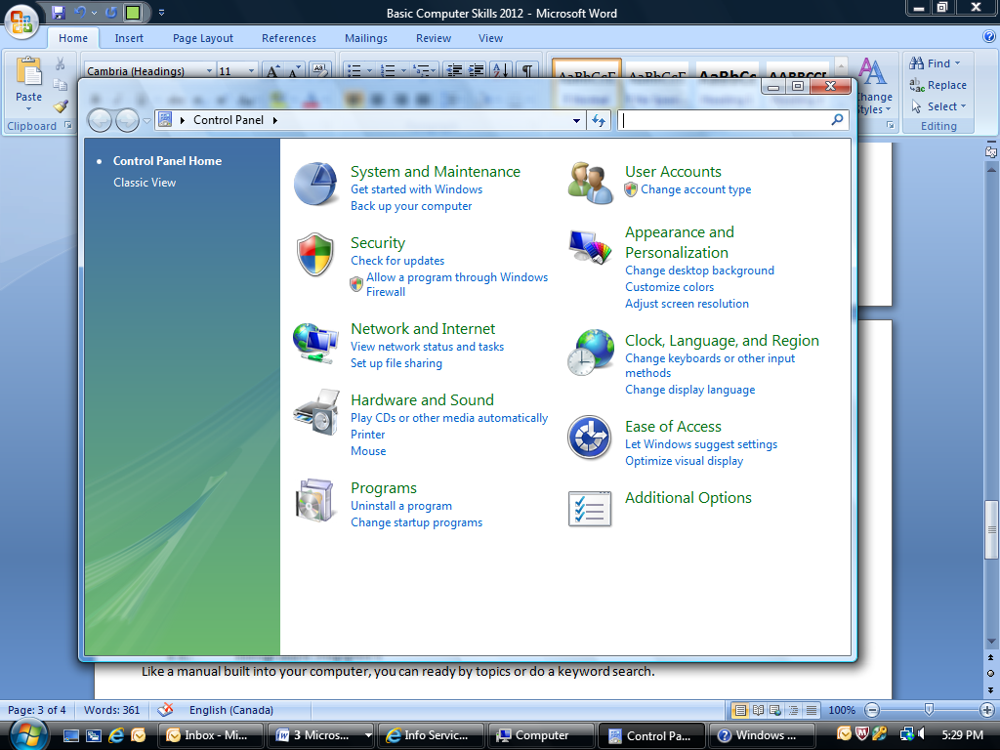 Basic Computer Skills 2012 - Microsoft Word
Home Insert Page Layout References Mailings Review View
Cambria (Headings) 11
Paste
Clipboard
AaBbCcF AaBbCcF AaBbCc AABBCCI
Change
Styles
Find
Replace
Select
Editing
Control Panel
Control Panel Home
Classic View
System and Maintenance
Get started with Windows
Back up your computer
Security
Check for updates
Allow a program through Windows
Firewall
Network and Internet
View network status and tasks
Set up file sharing
Hardware and Sound
Play CDs or other media automatically
Printer
Mouse
Programs
Uninstall a program
Change startup programs
User Accounts
Change account type
Appearance and
Personalization
Change desktop background
Customize colors
Adjust screen resolution
Clock, Language, and Region
Change keyboards or other input
methods
Change display language
Ease of Access
Let Windows suggest settings
Optimize visual display
Additional Options
Like a manual built into your computer, you can ready by topics or do a keyword search.
Page: 3 of 4 Words: 361 English (Canada) 100%
Inbox - Mi... 3 Micros... Info Servic... Computer Control Pa... Windows ... 5:29 PM